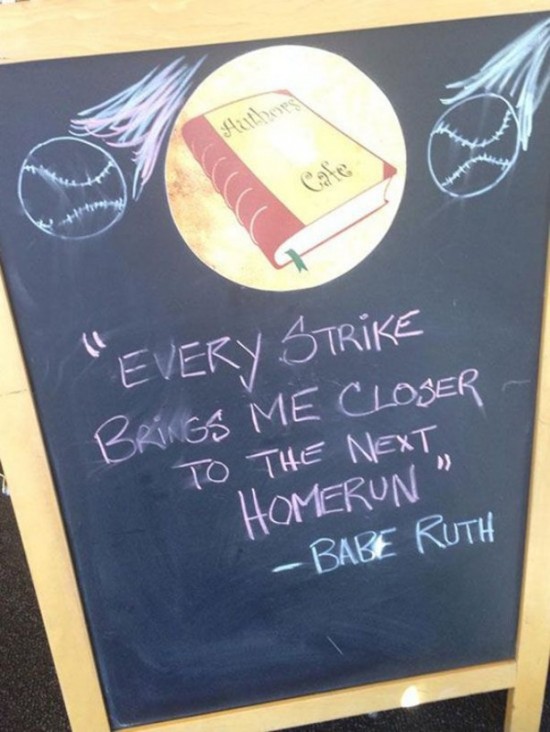 Authors
Cafe
"EVERY STRIKE
BRINGS ME CLOSER
TO THE NEXT
HOMERUN"
- BABE RUTH